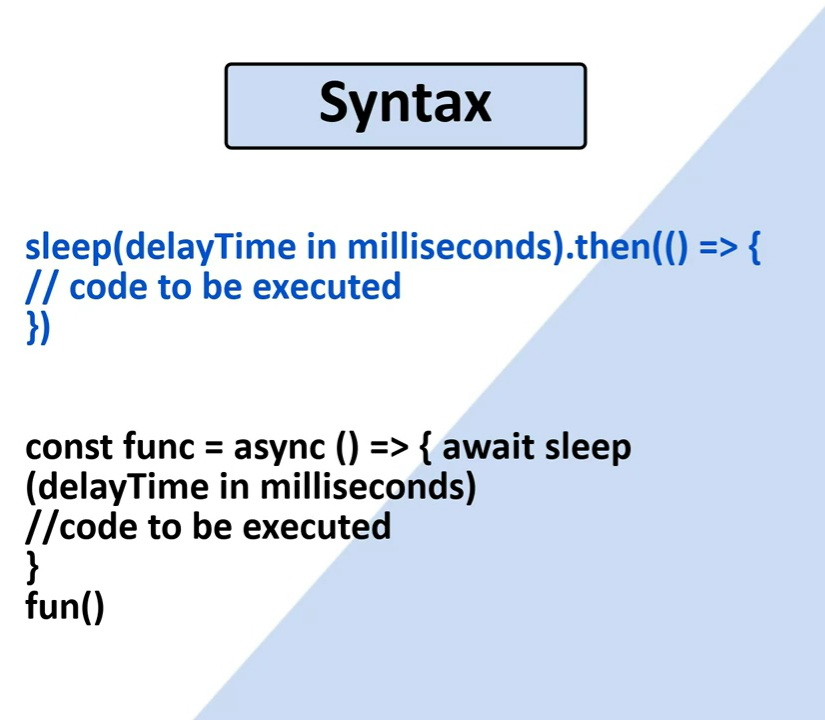 Syntax
sleep(delayTime in milliseconds).then(() => {
// code to be executed
})
const func = async () => { await sleep
(delayTime in milliseconds)
//code to be executed
}
fun()